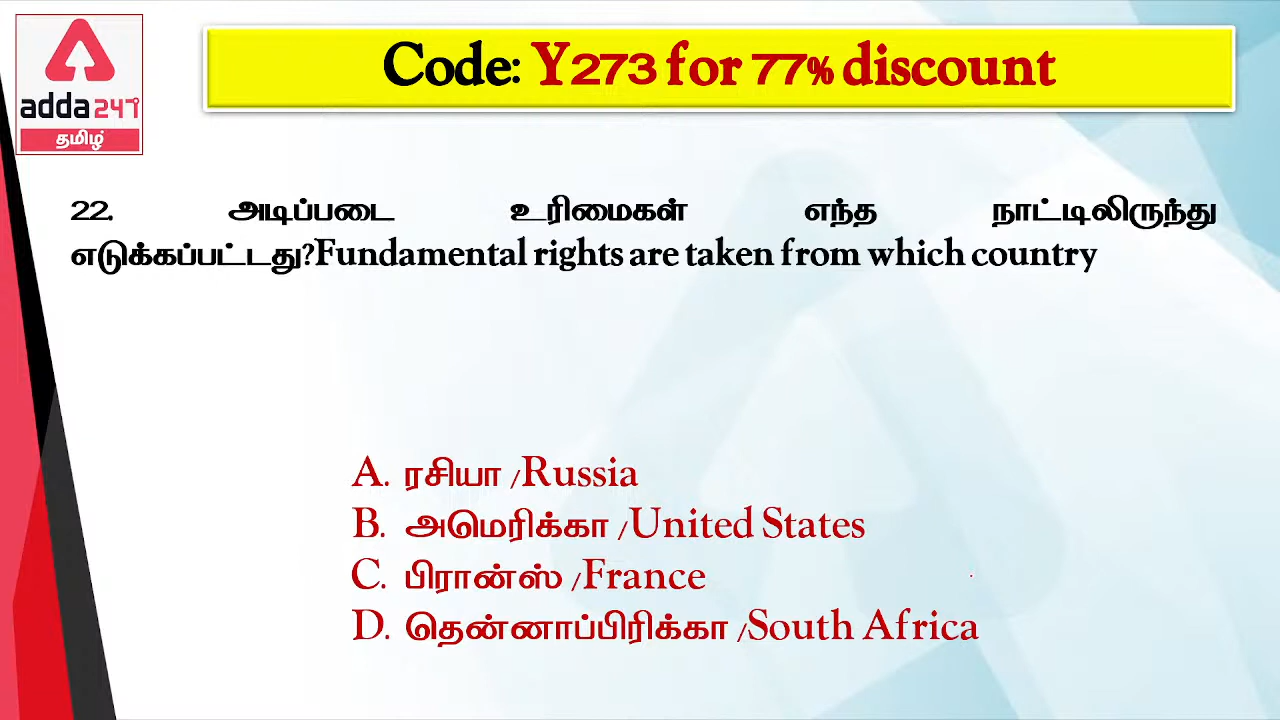 adda247
தமிழ்
Code: Y273 for 77% discount
22. அடிப்படை உரிமைகள் எந்த நாட்டிலிருந்து
எடுக்கப்பட்டது?Fundamental rights are taken from which country
A. ரசியா /Russia
B. அமெரிக்கா /United States
C. பிரான்ஸ் /France
D. தென்னாப்பிரிக்கா /South Africa